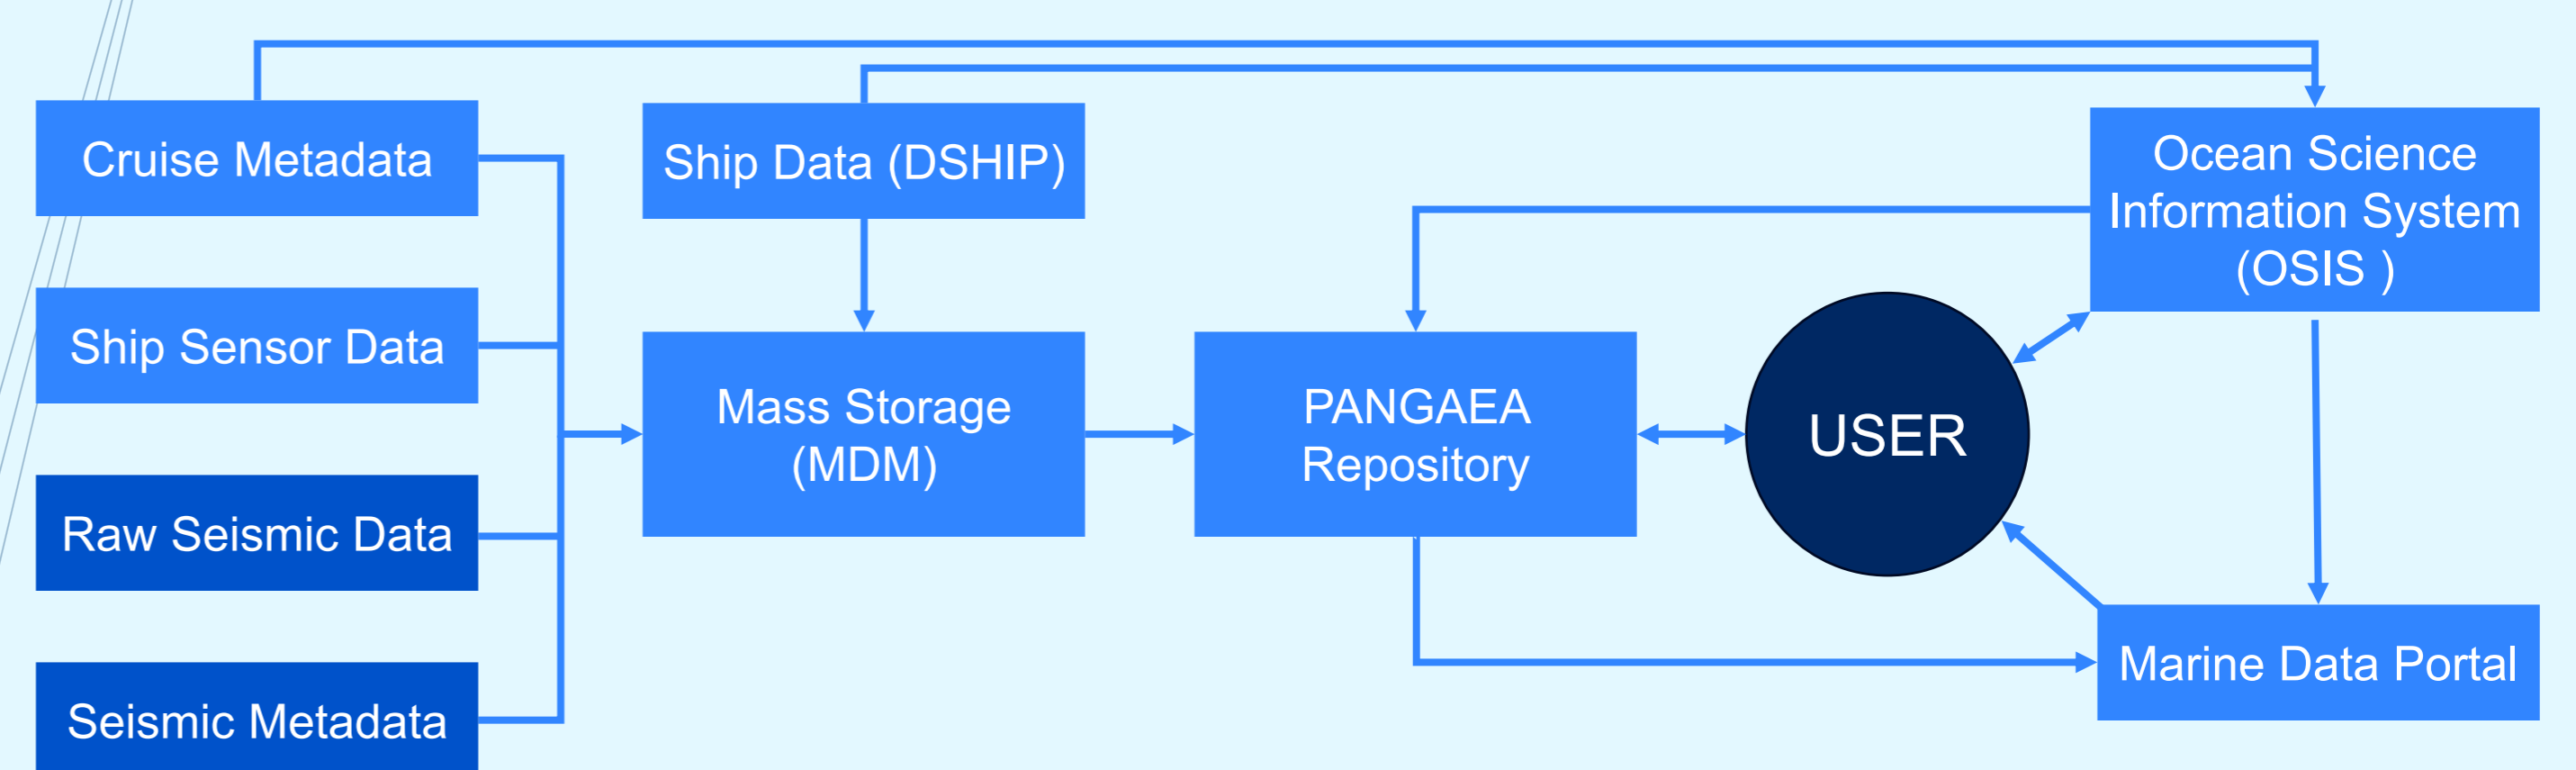 Cruise Metadata
Ship Data (DSHIP)
Ocean Science
Information System
(OSIS )
Ship Sensor Data
Mass Storage
(MDM)
PANGAEA
Repository
USER
Raw Seismic Data
Marine Data Portal
Seismic Metadata